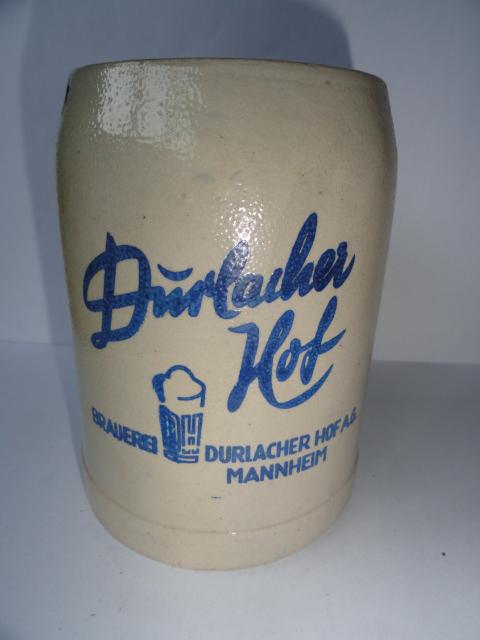 Durlacher
Hof
BRAUEREI DURLACHER HOF A.G.
MANNHEIM